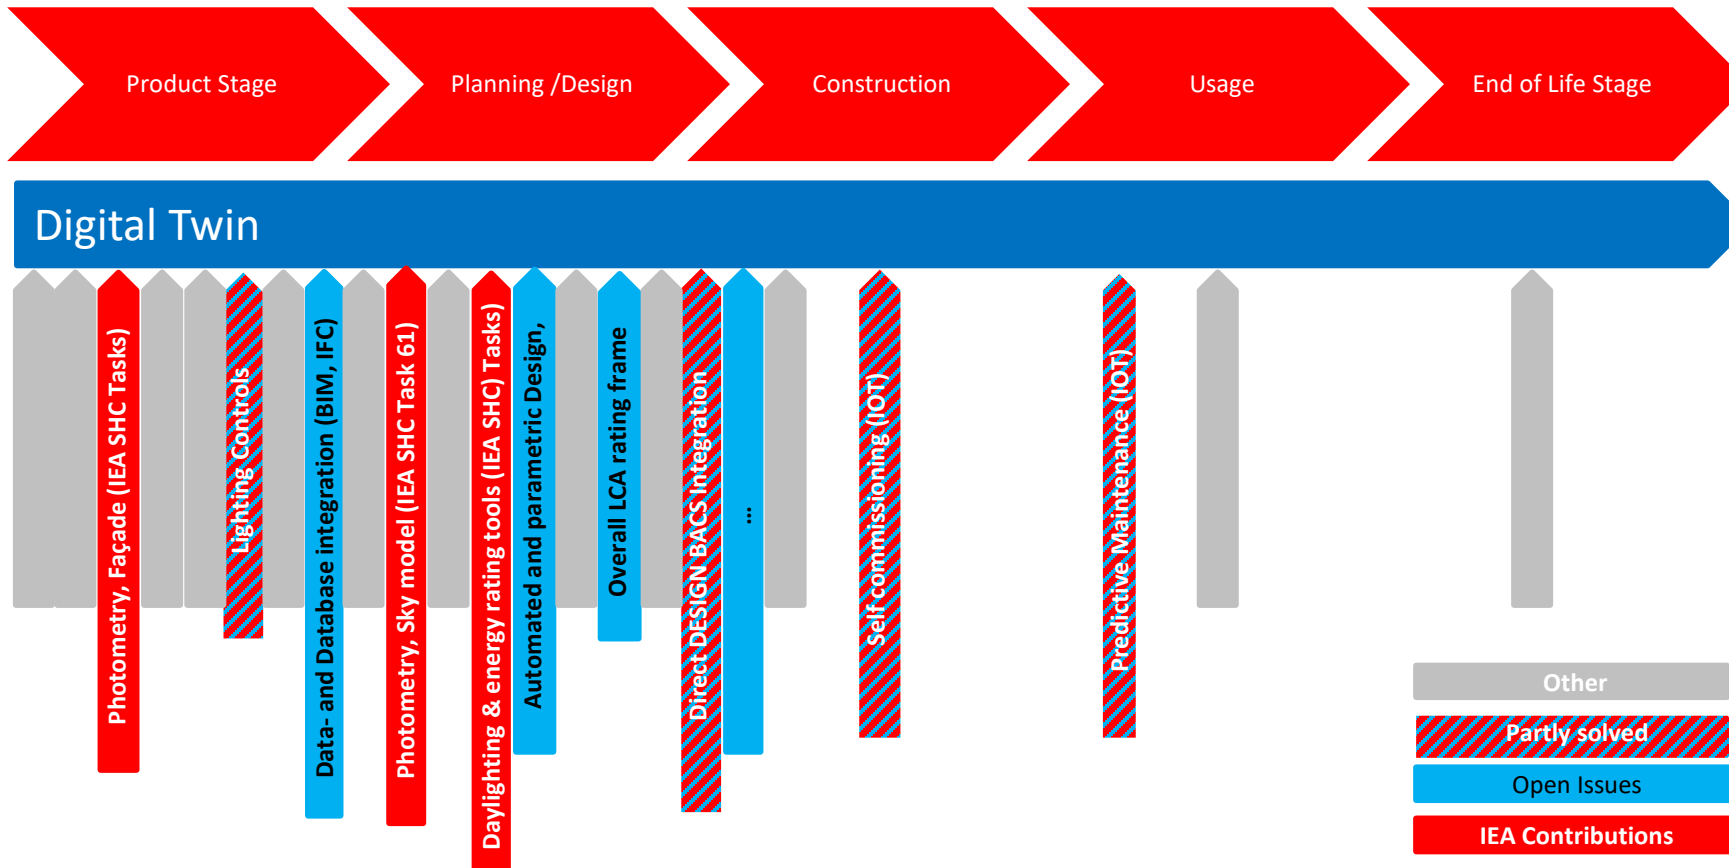 Product Stage
Planning /Design
Construction
Usage
End of Life Stage
Digital Twin
Photometry, Façade (IEA SHC Tasks)
Lighting Controls
Data- and Database integration (BIM, IFC)
Photometry, Sky model (IEA SHC Task 61)
Daylighting & energy rating tools (IEA SHC) Tasks)
Automated and parametric Design,
Overall LCA rating frame
Direct DESIGN BACS Integration
...
Self commissioning (IOT)
Predictive Maintenance (IOT)
Other
Partly solved
Open Issues
IEA Contributions